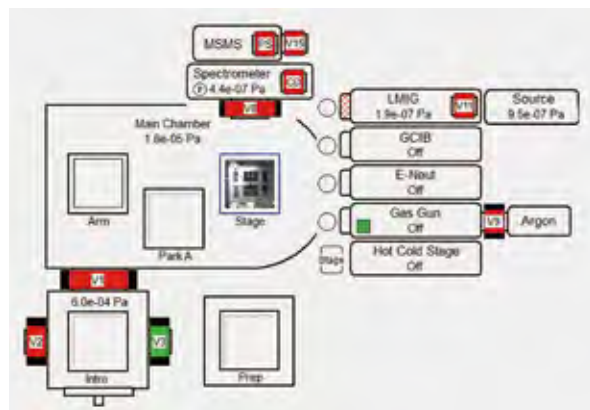 MSMS PS V15
Spectrometer
P 4.4e-07 Pa
V8
LMIG
1.9e-07 Pa
V11
Source
9.5e-07 Pa
Main Chamber
1.8e-05 Pa
GCIB
Off
E-Neut
Off
Arm
Stage
Gas Gun
Off
V9
Argon
Park A
Stage
Hot Cold Stage
Off
V1
6.0e-04 Pa
V2
V3
Intro
Prep